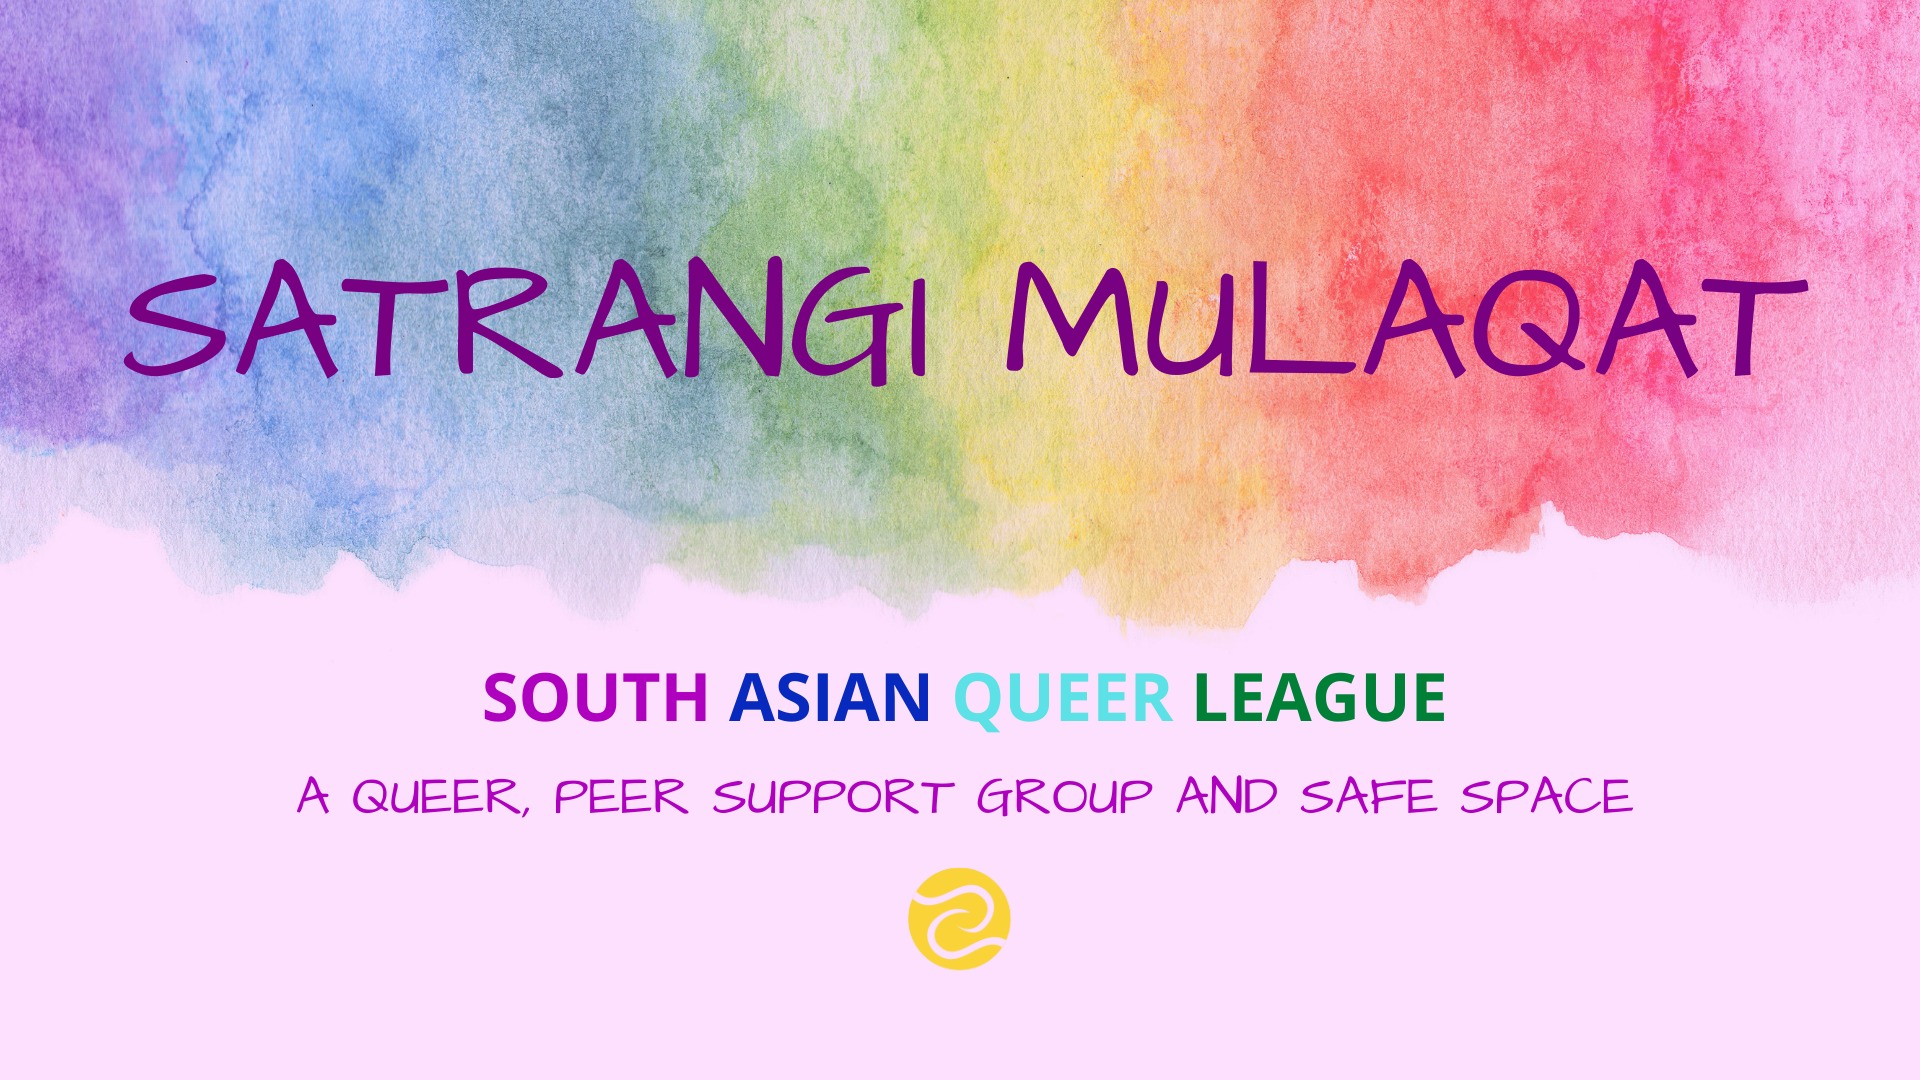 SATRANGI MULAQAT
SOUTH ASIAN QUEER LEAGUE
A QUEER, PEER SUPPORT GROUP AND SAFE SPACE